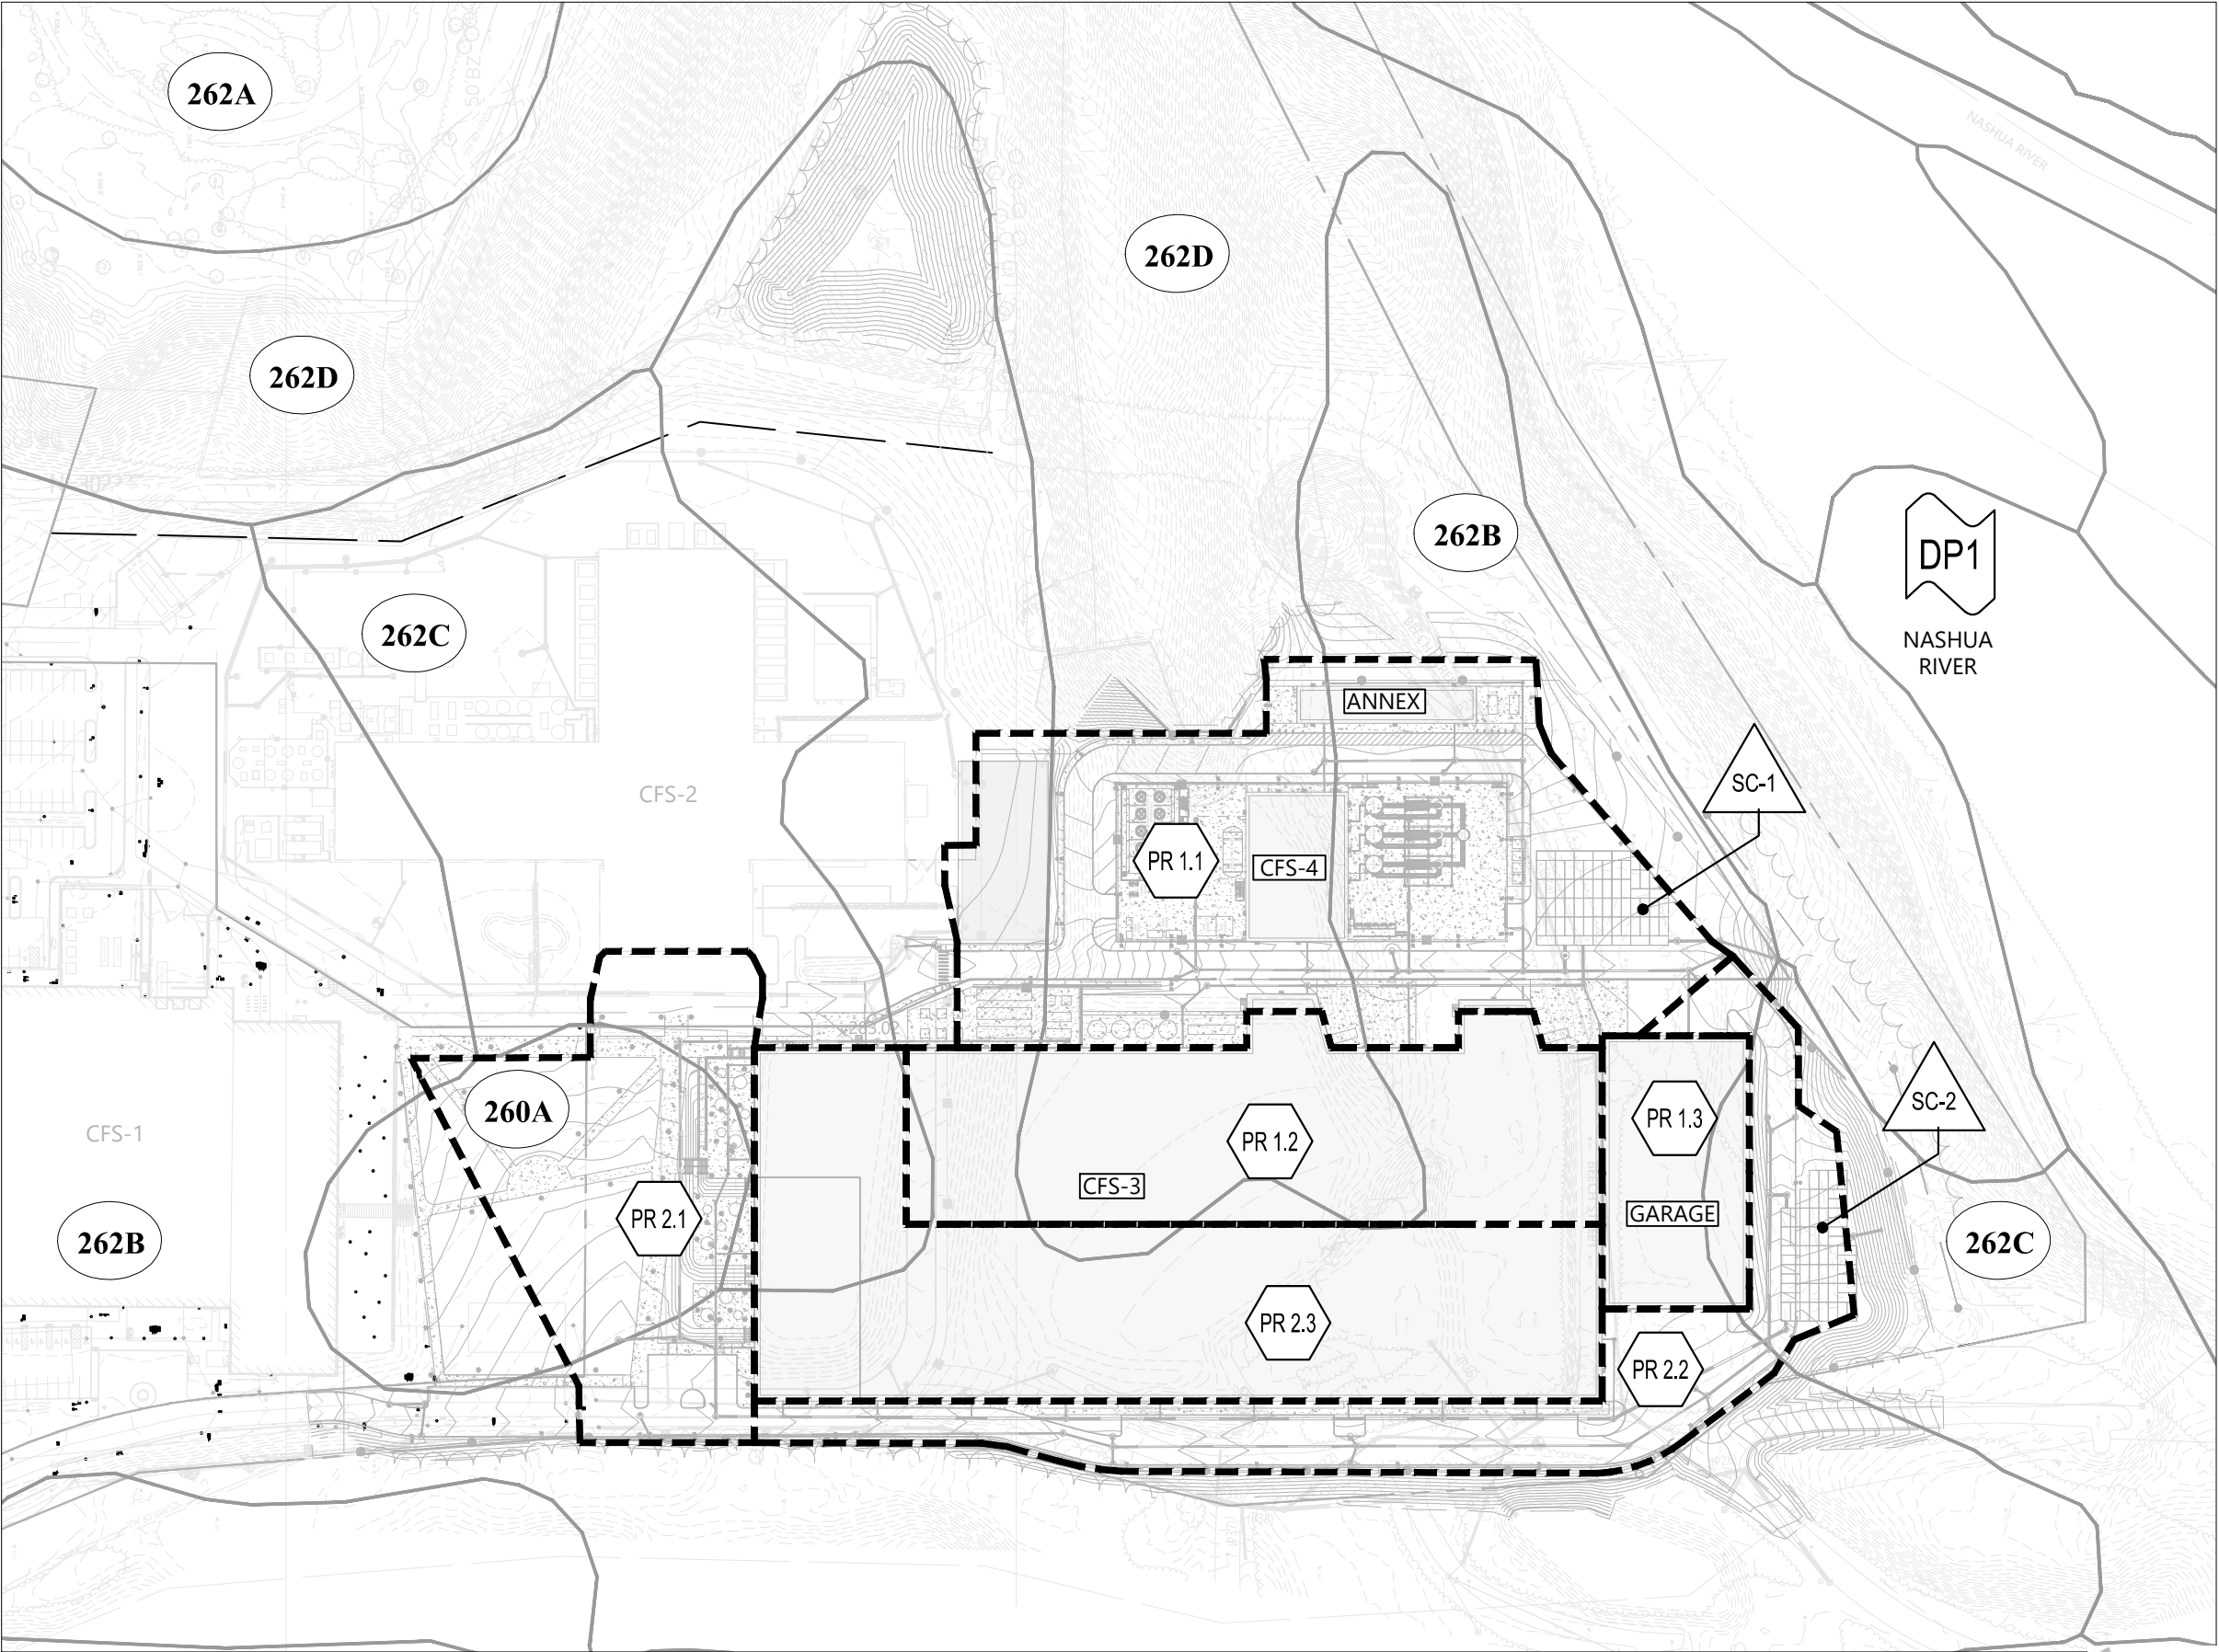 262A
NASHUA RIVER
262D
262D
262B
DP1
NASHUA
RIVER
262C
ANNEX
SC-1
CFS-2
PR 1.1
CFS-4
260A
SC-2
CFS-1
PR 1.2
PR 1.3
CFS-3
GARAGE
PR 2.1
262B
262C
PR 2.3
PR 2.2